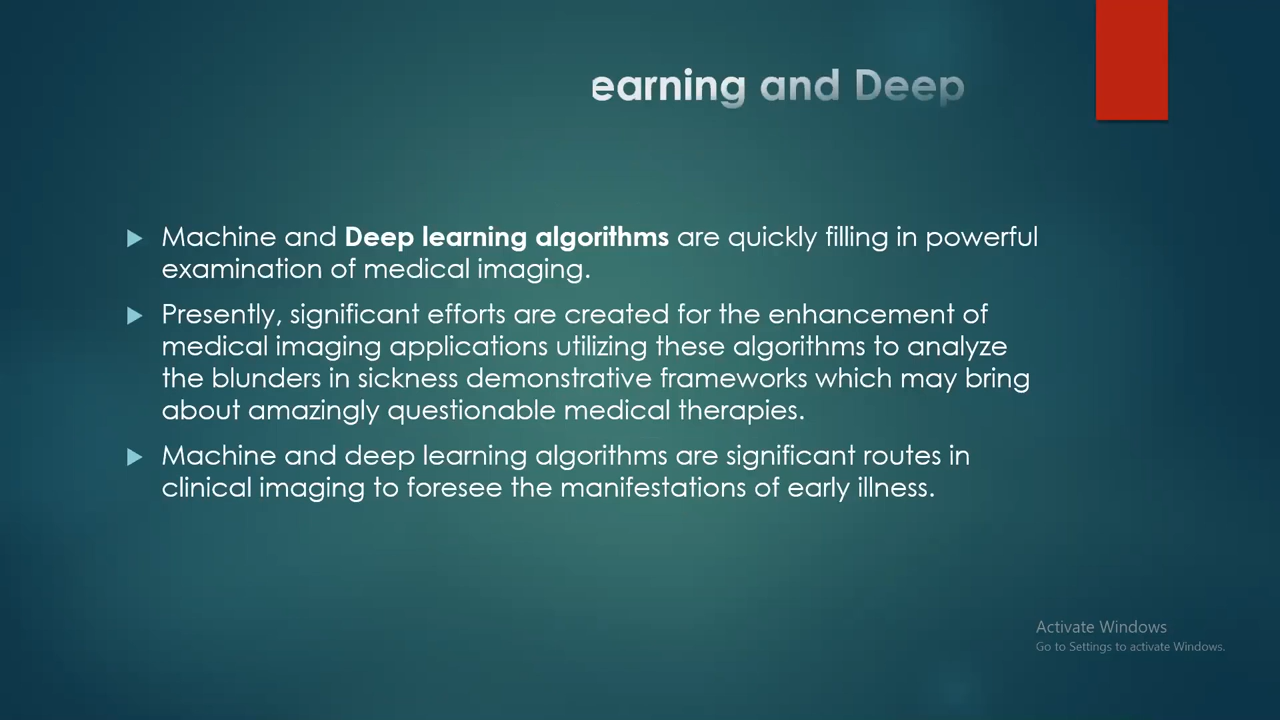 earning and Deep
Machine and Deep learning algorithms are quickly filling in powerful
examination of medical imaging.
Presently, significant efforts are created for the enhancement of
medical imaging applications utilizing these algorithms to analyze
the blunders in sickness demonstrative frameworks which may bring
about amazingly questionable medical therapies.
Machine and deep learning algorithms are significant routes in
clinical imaging to foresee the manifestations of early illness.
Activate Windows
Go to Settings to activate Windows.